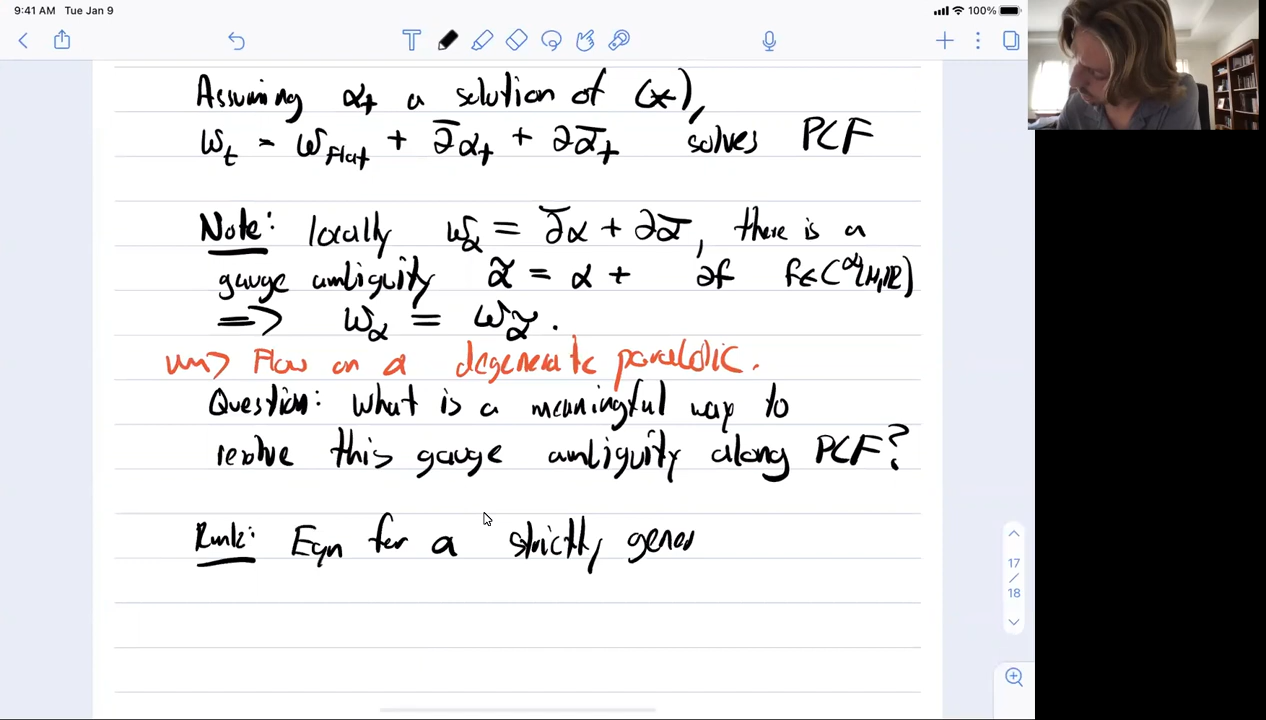 9:41 AM Tue Jan 9
100%
Assuming α_t a solution of (*),
ω_t = ω_Flat + ∂̄α_t + ∂ᾱ_t solves PCF
Note: locally ω_α = ∂̄α + ∂ᾱ, there is a
gauge ambiguity α̃ = α + ∂f
⟹ ω_α = ω_α̃.
Flow on α degenerate parabolic.
Question: What is a meaningful way to
resolve this gauge ambiguity along PCF?
Rmk: Eqn for α strictly gener
17
/
18